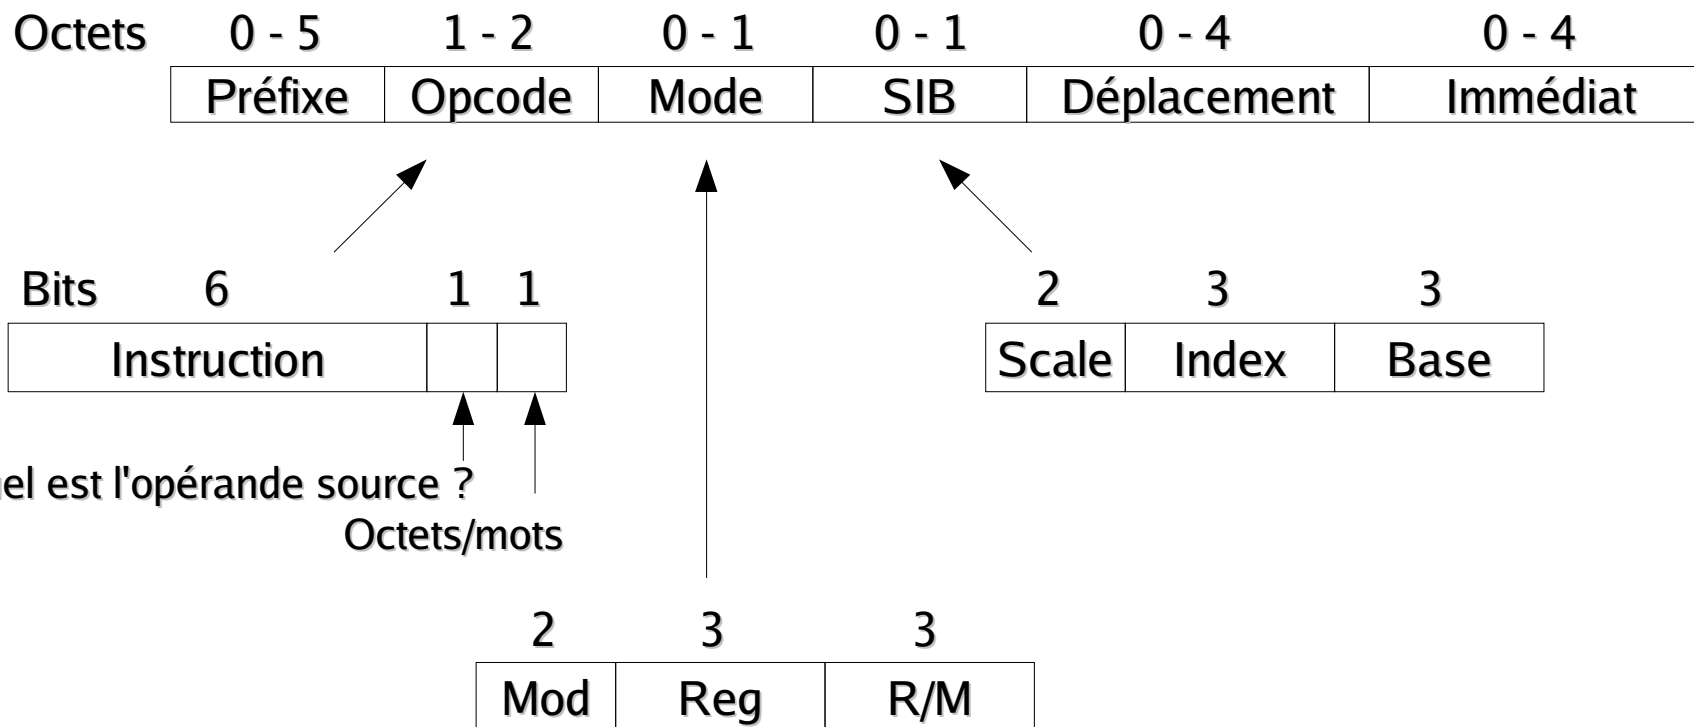 Octets 0 - 5 1 - 2 0 - 1 0 - 1 0 - 4 0 - 4
Préfixe Opcode Mode SIB Déplacement Immédiat
Bits 6 1 1 2 3 3
Instruction Scale Index Base
est l'opérande source ?
Octets/mots
2 3 3
Mod Reg R/M